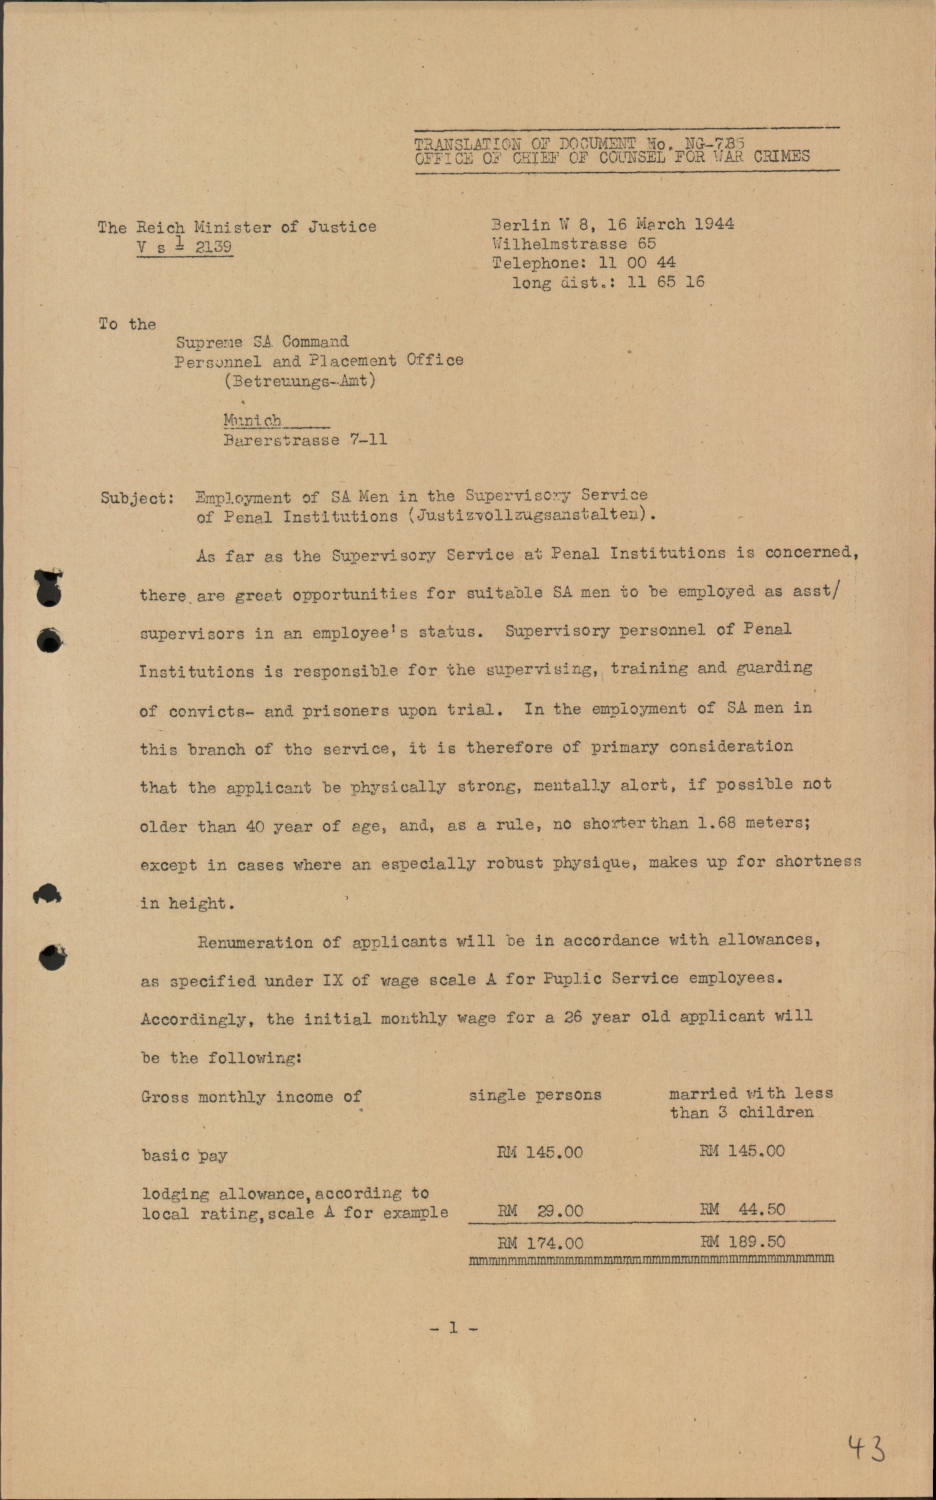 TRANSLATION OF DOCUMENT No. NG-785
OFFICE OF CHIEF OF COUNSEL FOR WAR CRIMES
The Reich Minister of Justice
V s 1 2139
Berlin W 8, 16 March 1944
Wilhelmstrasse 65
Telephone: 11 00 44
long dist.: 11 65 16
To the
Supreme SA Command
Personnel and Placement Office
(Betreuungs-Amt)
Munich
Barerstrasse 7-11
Subject: Employment of SA Men in the Supervisory Service
of Penal Institutions (Justizvollzugsanstalten).
As far as the Supervisory Service at Penal Institutions is concerned,
there are great opportunities for suitable SA men to be employed as asst/
supervisors in an employee's status. Supervisory personnel of Penal
Institutions is responsible for the supervising, training and guarding
of convicts- and prisoners upon trial. In the employment of SA men in
this branch of the service, it is therefore of primary consideration
that the applicant be physically strong, mentally alert, if possible not
older than 40 year of age, and, as a rule, no shorter than 1.68 meters;
except in cases where an especially robust physique, makes up for shortness
in height.
Renumeration of applicants will be in accordance with allowances,
as specified under IX of wage scale A for Puplic Service employees.
Accordingly, the initial monthly wage for a 26 year old applicant will
be the following:
Gross monthly income of single persons married with less
than 3 children
basic pay RM 145.00 RM 145.00
lodging allowance, according to
local rating, scale A for example RM 29.00 RM 44.50
RM 174.00 RM 189.50
- 1 -
43